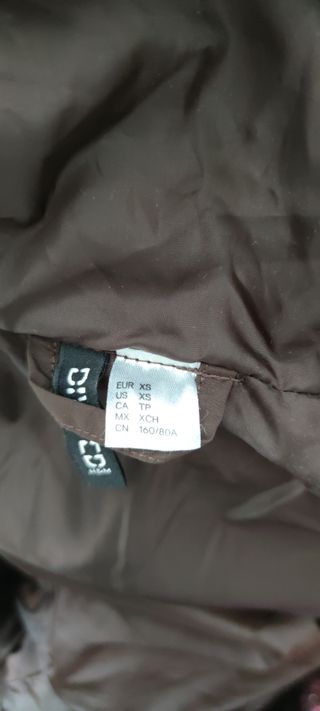 EUR XS
US XS
CA TP
MX XCH
CN 160/80A
H&M